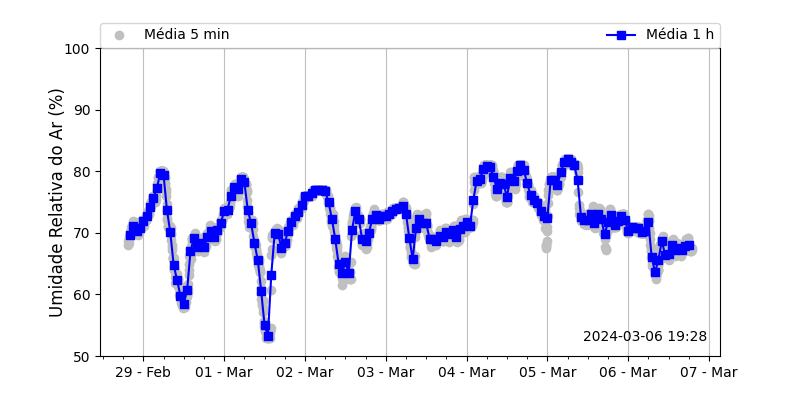 Média 5 min
Média 1 h
Umidade Relativa do Ar (%)
100
90
80
70
60
50
2024-03-06 19:28
29 - Feb
01 - Mar
02 - Mar
03 - Mar
04 - Mar
05 - Mar
06 - Mar
07 - Mar